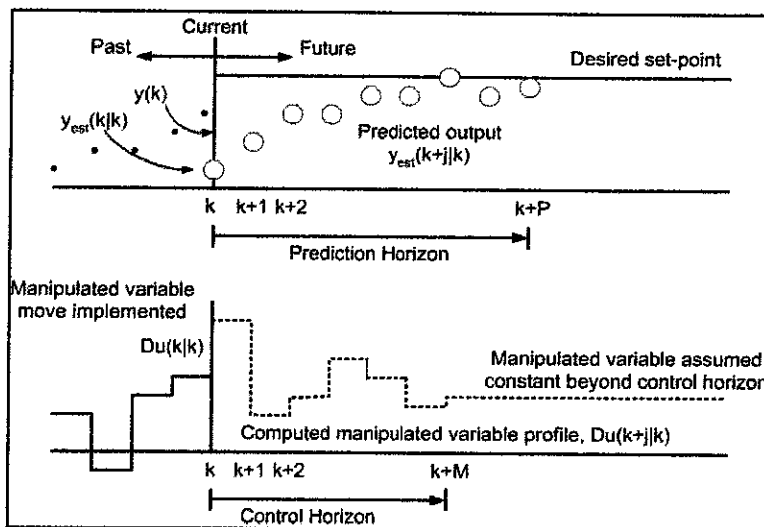 Current
Past
Future
Desired set-point
y(k)
y_est(k|k)
Predicted output
y_est(k+j|k)
k
k+1
k+2
k+P
Prediction Horizon
Manipulated variable
move implemented
Du(k|k)
Manipulated variable assumed
constant beyond control horizon
Computed manipulated variable profile, Du(k+j|k)
k
k+1
k+2
k+M
Control Horizon